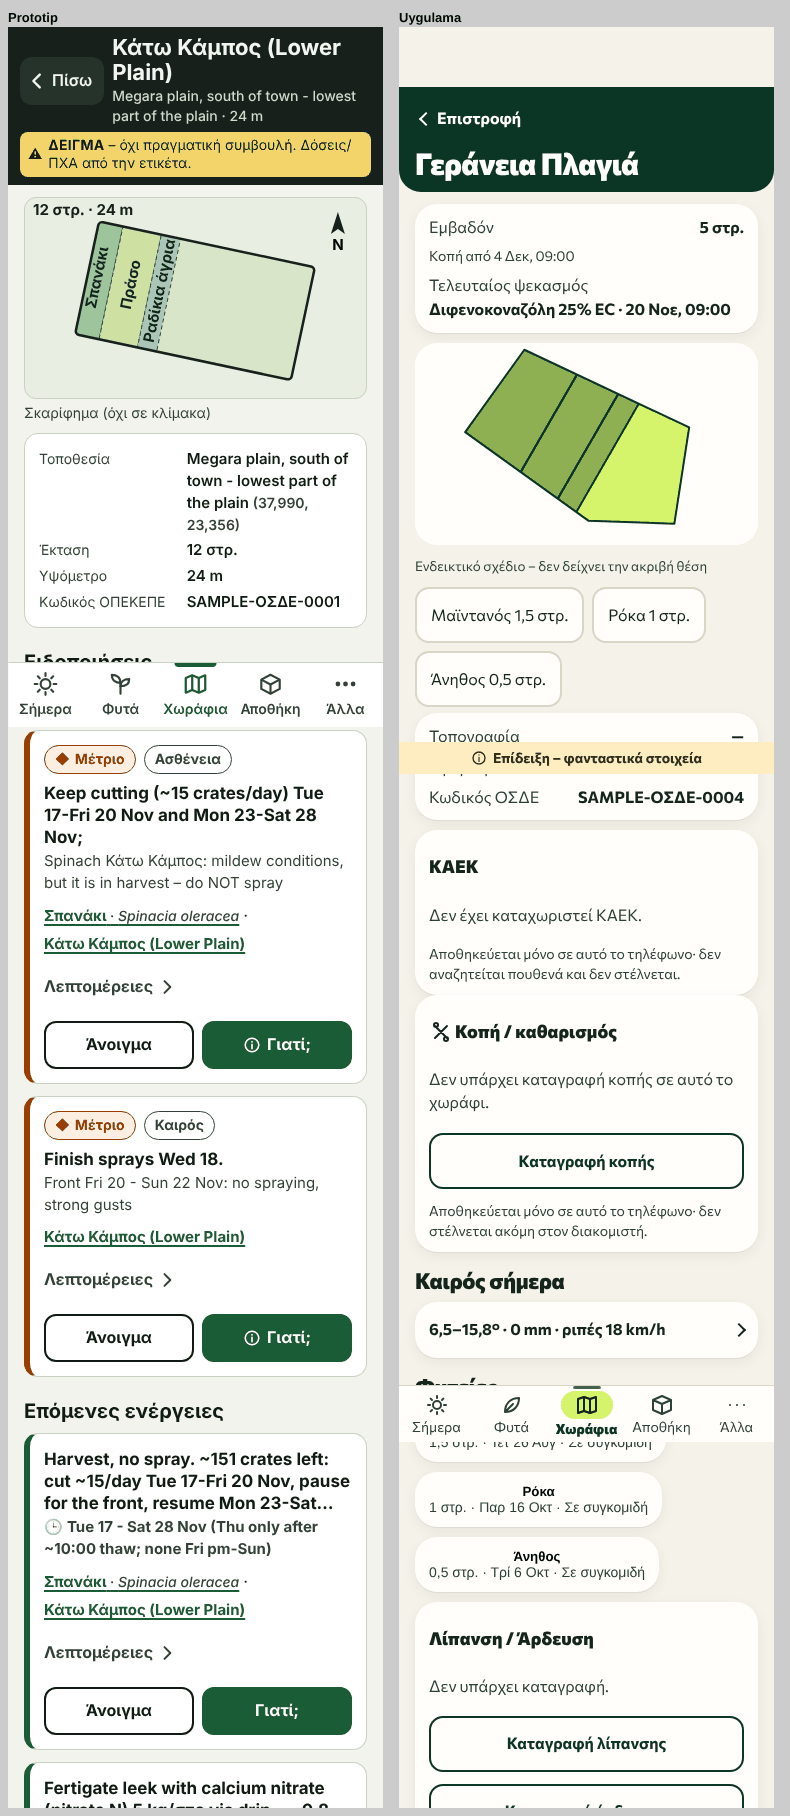 Prototip
Κάτω Κάμπος (Lower
Plain)
Πίσω
Megara plain, south of town - lowest
part of the plain · 24 m
ΔΕΙΓΜΑ – όχι πραγματική συμβουλή. Δόσεις/
ΠΧΑ από την ετικέτα.
12 στρ. · 24 m
N
Σπανάκι
Πράσο
Ραδίκια άγρια
Σκαρίφημα (όχι σε κλίμακα)
Τοποθεσία
Megara plain, south of
town - lowest part of
the plain (37,990,
23,356)
Έκταση
12 στρ.
Υψόμετρο
24 m
Κωδικός ΟΠΕΚΕΠΕ
SAMPLE-ΟΣΔΕ-0001
Ειδοποιήσεις
Σήμερα
Φυτά
Χωράφια
Αποθήκη
Άλλα
Μέτριο
Ασθένεια
Keep cutting (~15 crates/day) Tue
17-Fri 20 Nov and Mon 23-Sat 28
Nov;
Spinach Κάτω Κάμπος: mildew conditions,
but it is in harvest – do NOT spray
Σπανάκι · Spinacia oleracea ·
Κάτω Κάμπος (Lower Plain)
Λεπτομέρειες
Άνοιγμα
Γιατί;
Μέτριο
Καιρός
Finish sprays Wed 18.
Front Fri 20 - Sun 22 Nov: no spraying,
strong gusts
Κάτω Κάμπος (Lower Plain)
Λεπτομέρειες
Άνοιγμα
Γιατί;
Επόμενες ενέργειες
Harvest, no spray. ~151 crates left:
cut ~15/day Tue 17-Fri 20 Nov, pause
for the front, resume Mon 23-Sat...
Tue 17 - Sat 28 Nov (Thu only after
~10:00 thaw; none Fri pm-Sun)
Σπανάκι · Spinacia oleracea ·
Κάτω Κάμπος (Lower Plain)
Λεπτομέρειες
Άνοιγμα
Γιατί;
Fertigate leek with calcium nitrate
Uygulama
Επιστροφή
Γεράνεια Πλαγιά
Εμβαδόν
5 στρ.
Κοπή από 4 Δεκ, 09:00
Τελευταίος ψεκασμός
Διφενοκοναζόλη 25% EC · 20 Νοε, 09:00
Ενδεικτικό σχέδιο – δεν δείχνει την ακριβή θέση
Μαϊντανός 1,5 στρ.
Ρόκα 1 στρ.
Άνηθος 0,5 στρ.
Τοπογραφία
–
Επίδειξη – φανταστικά στοιχεία
Κωδικός ΟΣΔΕ
SAMPLE-ΟΣΔΕ-0004
ΚΑΕΚ
Δεν έχει καταχωριστεί ΚΑΕΚ.
Αποθηκεύεται μόνο σε αυτό το τηλέφωνο· δεν
αναζητείται πουθενά και δεν στέλνεται.
Κοπή / καθαρισμός
Δεν υπάρχει καταγραφή κοπής σε αυτό το
χωράφι.
Καταγραφή κοπής
Αποθηκεύεται μόνο σε αυτό το τηλέφωνο· δεν
στέλνεται ακόμη στον διακομιστή.
Καιρός σήμερα
6,5–15,8° · 0 mm · ριπές 18 km/h
Σήμερα
Φυτά
Χωράφια
Αποθήκη
Άλλα
1,5 στρ. · Τετ 26 Αυγ · Σε συγκομιδή
Ρόκα
1 στρ. · Παρ 16 Οκτ · Σε συγκομιδή
Άνηθος
0,5 στρ. · Τρί 6 Οκτ · Σε συγκομιδή
Λίπανση / Άρδευση
Δεν υπάρχει καταγραφή.
Καταγραφή λίπανσης